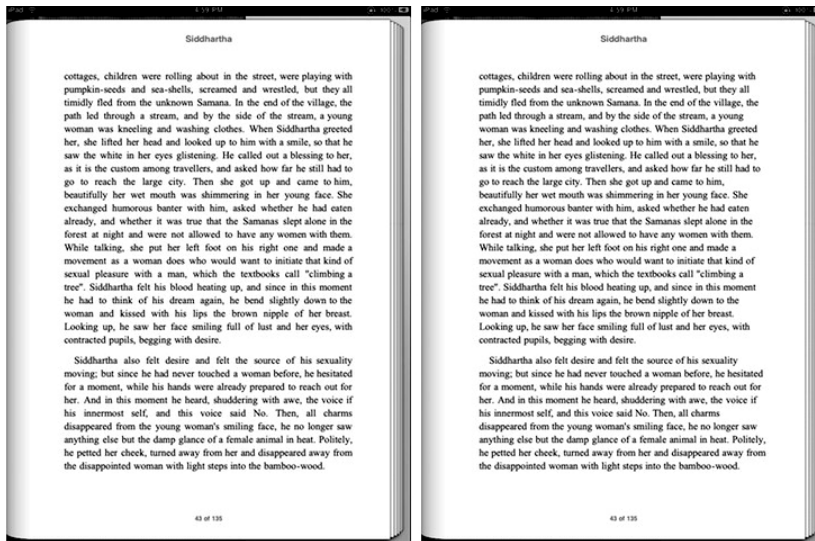 iPad
4:59 PM
Siddhartha
cottages, children were rolling about in the street, were playing with
pumpkin-seeds and sea-shells, screamed and wrestled, but they all
timidly fled from the unknown Samana. In the end of the village, the
path led through a stream, and by the side of the stream, a young
woman was kneeling and washing clothes. When Siddhartha greeted
her, she lifted her head and looked up to him with a smile, so that he
saw the white in her eyes glistening. He called out a blessing to her,
as it is the custom among travellers, and asked how far he still had to
go to reach the large city. Then she got up and came to him,
beautifully her wet mouth was shimmering in her young face. She
exchanged humorous banter with him, asked whether he had eaten
already, and whether it was true that the Samanas slept alone in the
forest at night and were not allowed to have any women with them.
While talking, she put her left foot on his right one and made a
movement as a woman does who would want to initiate that kind of
sexual pleasure with a man, which the textbooks call "climbing a
tree". Siddhartha felt his blood heating up, and since in this moment
he had to think of his dream again, he bend slightly down to the
woman and kissed with his lips the brown nipple of her breast.
Looking up, he saw her face smiling full of lust and her eyes, with
contracted pupils, begging with desire.
Siddhartha also felt desire and felt the source of his sexuality
moving; but since he had never touched a woman before, he hesitated
for a moment, while his hands were already prepared to reach out for
her. And in this moment he heard, shuddering with awe, the voice if
his innermost self, and this voice said No. Then, all charms
disappeared from the young woman's smiling face, he no longer saw
anything else but the damp glance of a female animal in heat. Politely,
he petted her cheek, turned away from her and disappeared away from
the disappointed woman with light steps into the bamboo-wood.
43 of 135
iPad
4:59 PM
Siddhartha
cottages, children were rolling about in the street, were playing with
pumpkin-seeds and sea-shells, screamed and wrestled, but they all
timidly fled from the unknown Samana. In the end of the village, the
path led through a stream, and by the side of the stream, a young
woman was kneeling and washing clothes. When Siddhartha greeted
her, she lifted her head and looked up to him with a smile, so that he
saw the white in her eyes glistening. He called out a blessing to her,
as it is the custom among travellers, and asked how far he still had to
go to reach the large city. Then she got up and came to him,
beautifully her wet mouth was shimmering in her young face. She
exchanged humorous banter with him, asked whether he had eaten
already, and whether it was true that the Samanas slept alone in the
forest at night and were not allowed to have any women with them.
While talking, she put her left foot on his right one and made a
movement as a woman does who would want to initiate that kind of
sexual pleasure with a man, which the textbooks call "climbing a
tree". Siddhartha felt his blood heating up, and since in this moment
he had to think of his dream again, he bend slightly down to the
woman and kissed with his lips the brown nipple of her breast.
Looking up, he saw her face smiling full of lust and her eyes, with
contracted pupils, begging with desire.
Siddhartha also felt desire and felt the source of his sexuality
moving; but since he had never touched a woman before, he hesitated
for a moment, while his hands were already prepared to reach out for
her. And in this moment he heard, shuddering with awe, the voice if
his innermost self, and this voice said No. Then, all charms
disappeared from the young woman's smiling face, he no longer saw
anything else but the damp glance of a female animal in heat. Politely,
he petted her cheek, turned away from her and disappeared away from
the disappointed woman with light steps into the bamboo-wood.
43 of 135